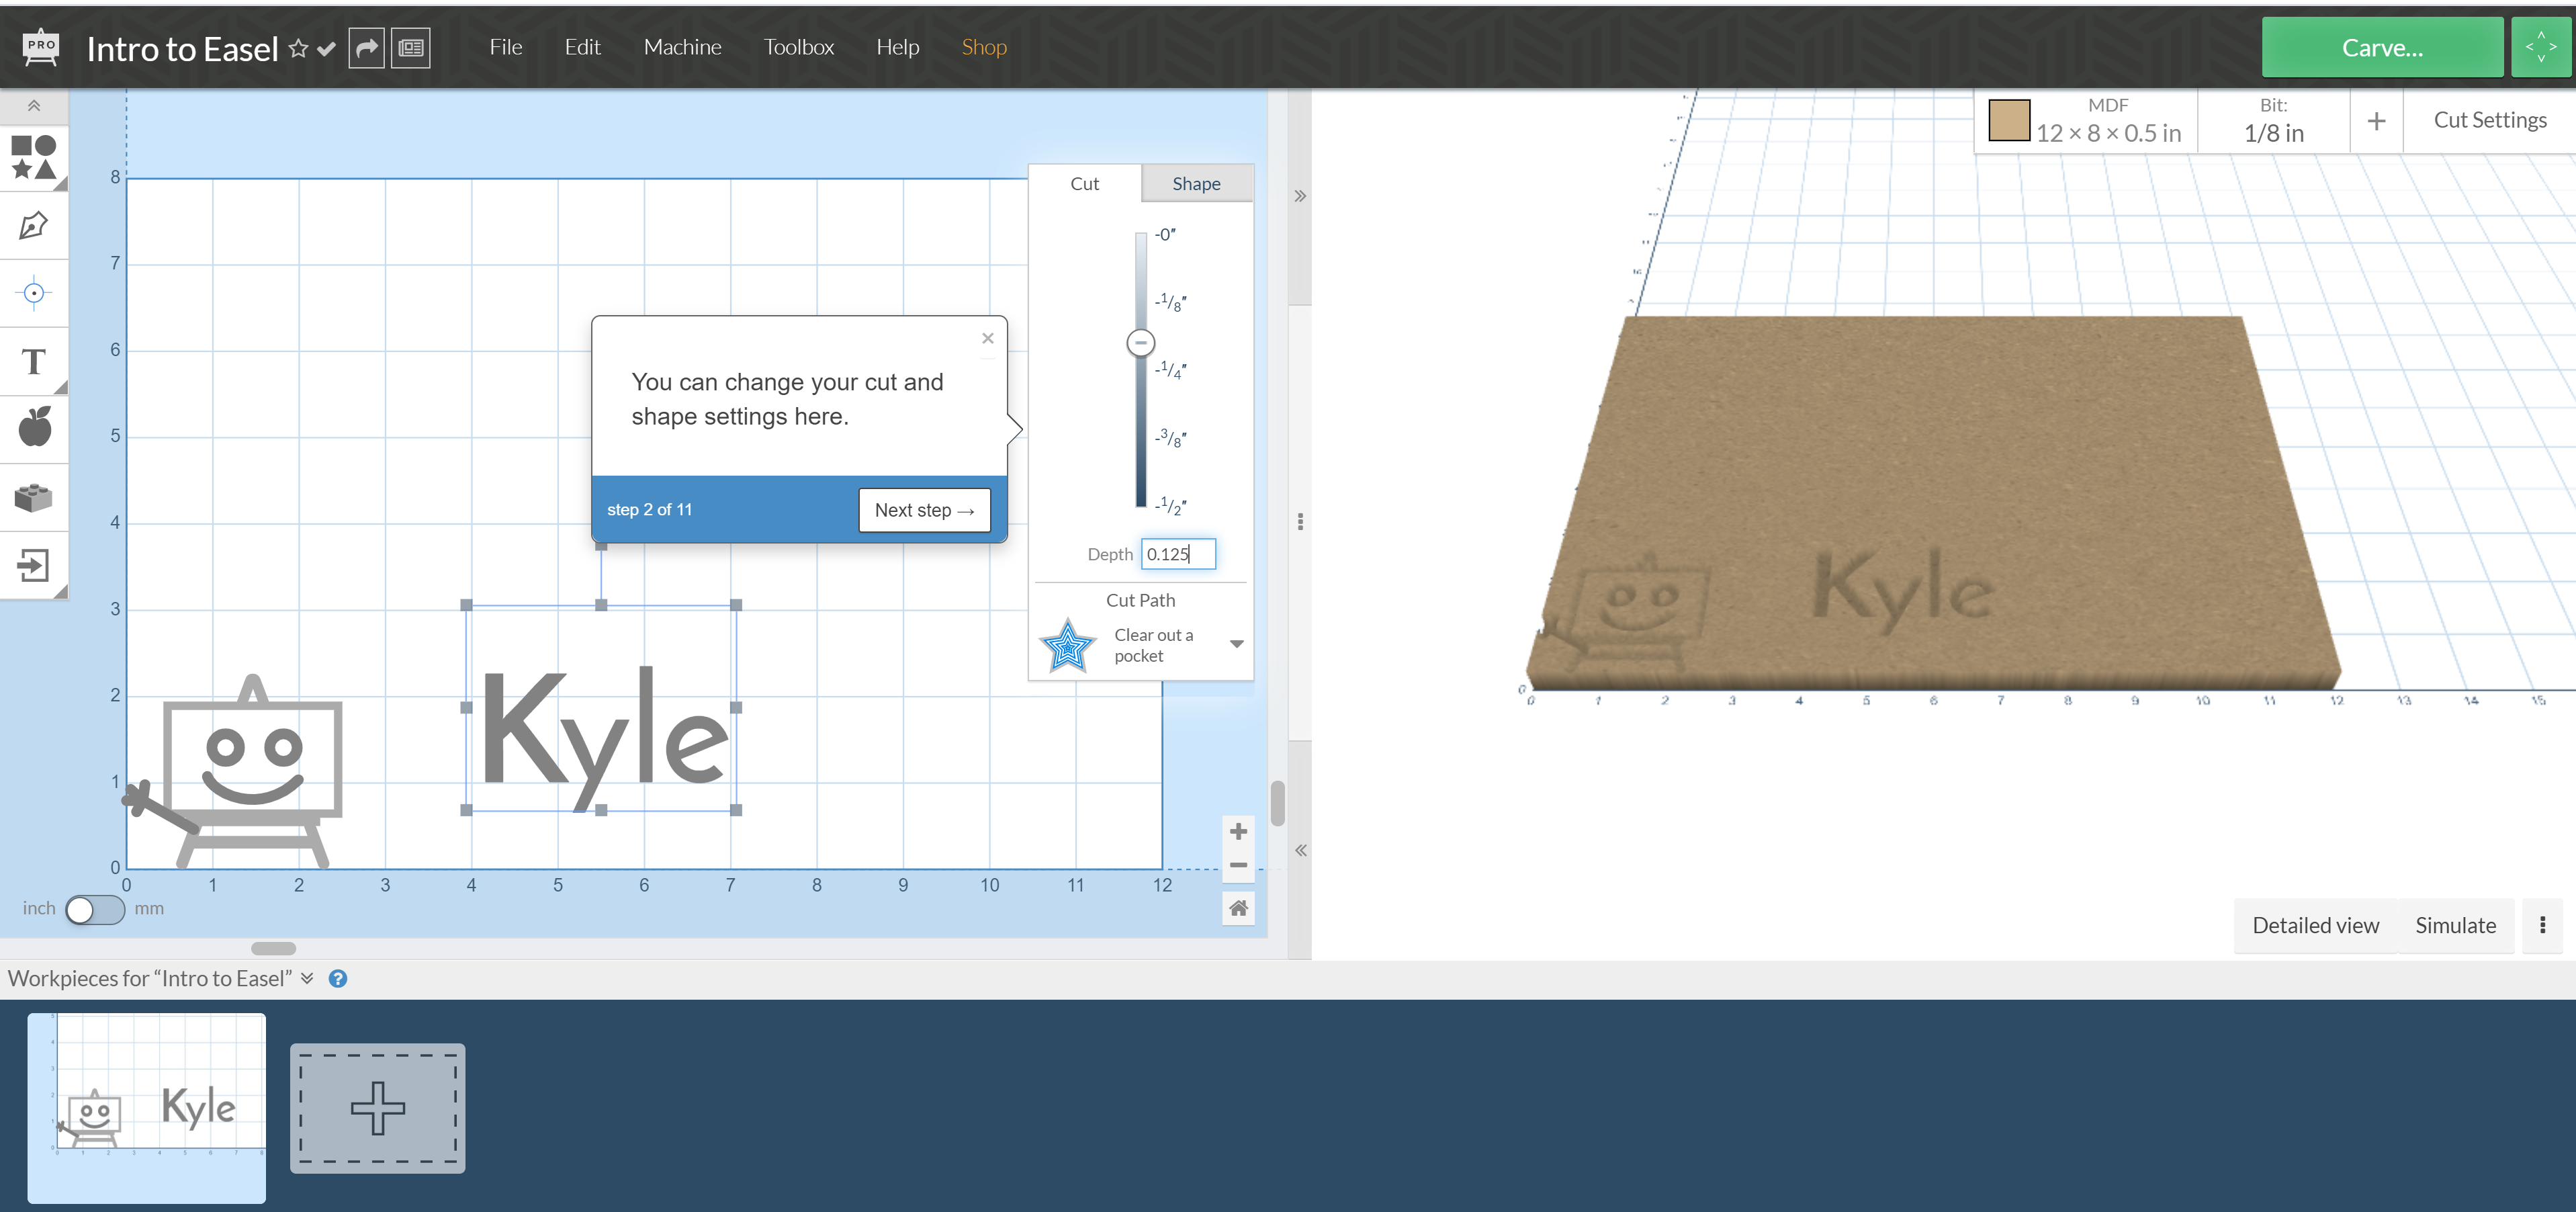 PRO
Intro to Easel
File Edit Machine Toolbox Help Shop
Carve...
MDF
12 × 8 × 0.5 in
Bit:
1/8 in
Cut Settings
Cut Shape
-0"
-1/8"
-1/4"
-3/8"
-1/2"
Depth 0.125
Cut Path
Clear out a
pocket
You can change your cut and
shape settings here.
step 2 of 11
Next step →
T
8
7
6
5
4
3
2
1
0
Kyle
0 1 2 3 4 5 6 7 8 9 10 11 12
inch mm
Kyle
0
0 1 2 3 4 5 6 7 8 9 10 11 12 13 14 15
Detailed view Simulate
Workpieces for “Intro to Easel” ?
Kyle